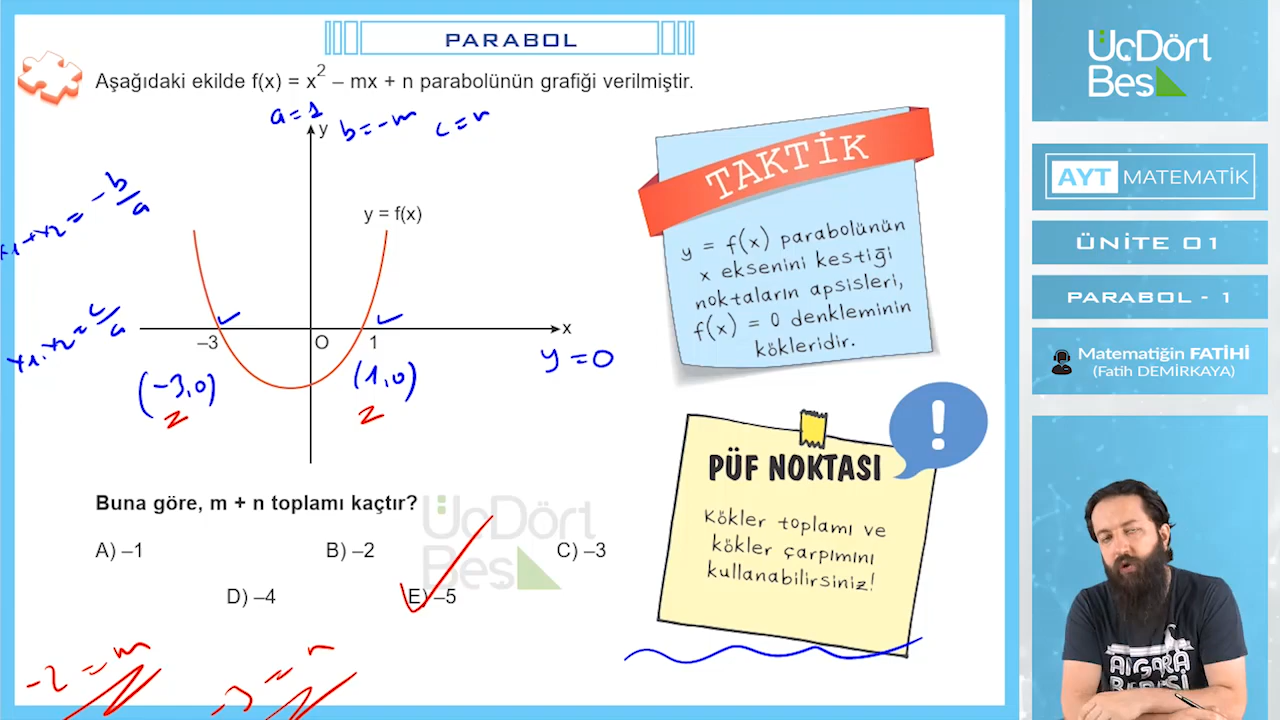 PARABOL
Aşağıdaki ekilde f(x) = x² – mx + n parabolünün grafiği verilmiştir.
a=1
b=-m
c=n
y
x1+x2=-b/a
y = f(x)
x1.x2=c/a
–3
O
1
x
y=0
(-3,0)
(1,0)
Buna göre, m + n toplamı kaçtır?
A) –1
B) –2
C) –3
D) –4
E) –5
-2=m
-3=n
ÜçDört
Beş
TAKTİK
y = f(x) parabolünün
x eksenini kestiği
noktaların apsisleri,
f(x) = 0 denkleminin
kökleridir.
!
PÜF NOKTASI
Kökler toplamı ve
kökler çarpımını
kullanabilirsiniz!
ÜçDört
Beş
AYT MATEMATİK
ÜNİTE 01
PARABOL - 1
Matematiğin FATİHİ
(Fatih DEMİRKAYA)